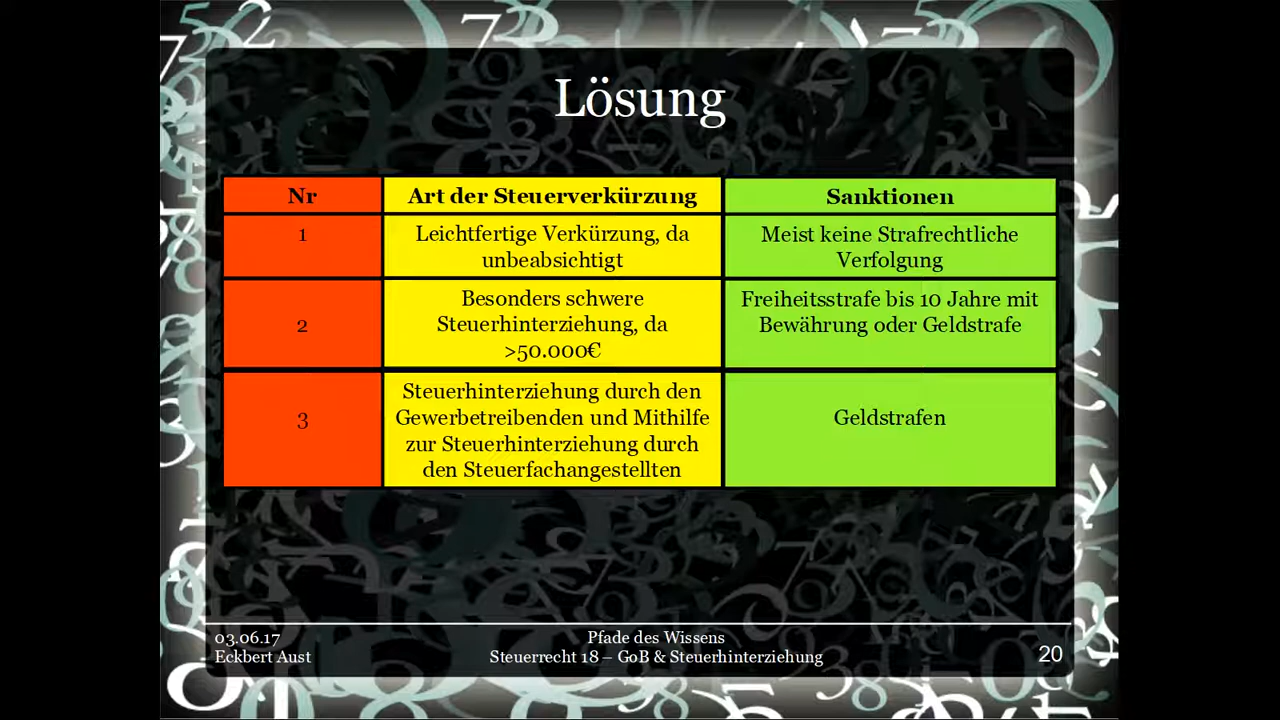 Lösung
Nr
Art der Steuerverkürzung
Sanktionen
1
Leichtfertige Verkürzung, da
unbeabsichtigt
Meist keine Strafrechtliche
Verfolgung
2
Besonders schwere
Steuerhinterziehung, da
>50.000€
Freiheitsstrafe bis 10 Jahre mit
Bewährung oder Geldstrafe
3
Steuerhinterziehung durch den
Gewerbetreibenden und Mithilfe
zur Steuerhinterziehung durch
den Steuerfachangestellten
Geldstrafen
03.06.17
Eckbert Aust
Pfade des Wissens
Steuerrecht 18 – GoB & Steuerhinterziehung
20